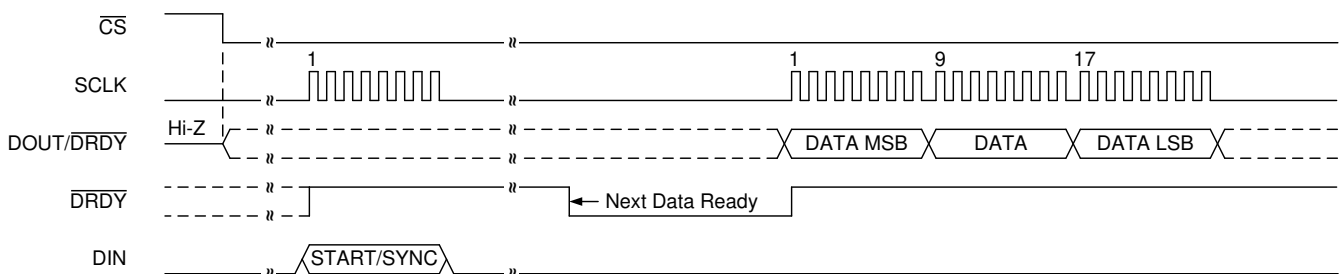 CS
1
1
9
17
SCLK
Hi-Z
DOUT/DRDY
DATA MSB
DATA
DATA LSB
DRDY
Next Data Ready
DIN
START/SYNC